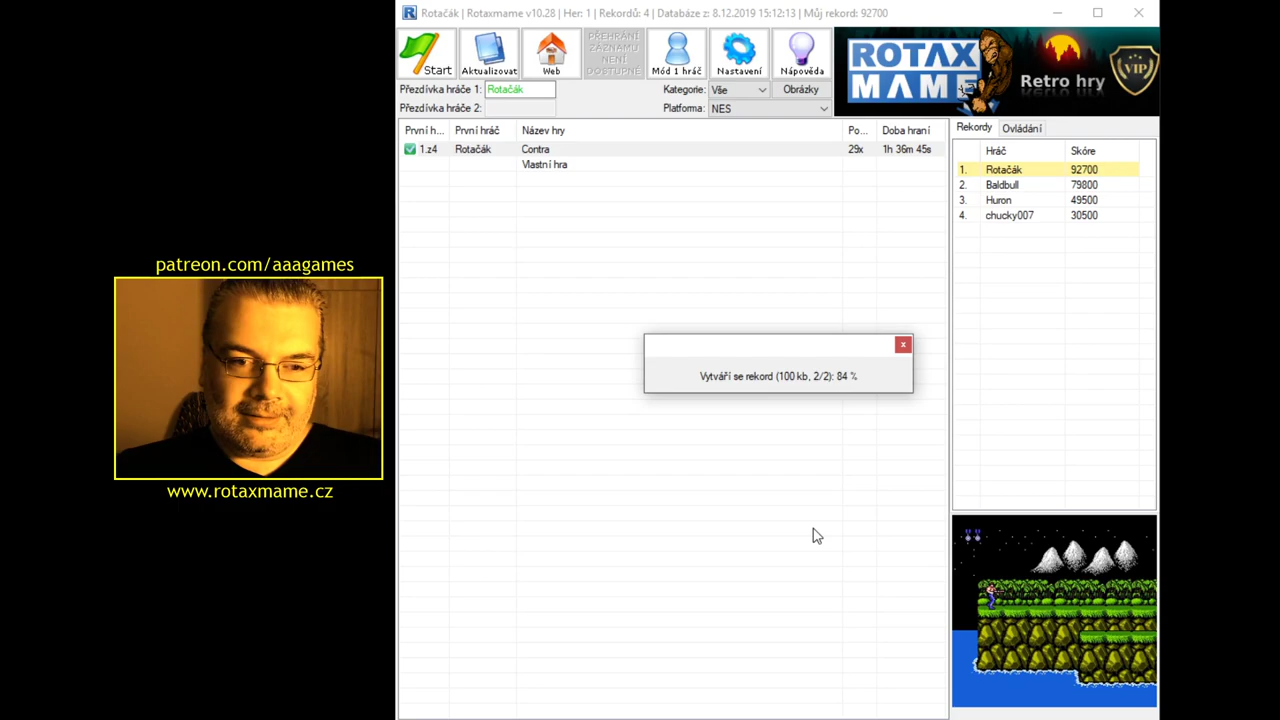 Rotačák | Rotaxmame v10.28 | Her: 1 | Rekordů: 4 | Databáze z: 8.12.2019 15:12:13 | Můj rekord: 92700
Start
Aktualizovat
Web
PŘEHRÁNÍ
ZÁZNAMU
NENÍ
DOSTUPNÉ
Mód 1 hráč
Nastavení
Nápověda
ROTAX
MAME
Retro hry
VIP
Přezdívka hráče 1: Rotačák
Kategorie: Vše
Obrázky
Přezdívka hráče 2:
Platforma: NES
První h... První hráč Název hry Po... Doba hraní
1.z4 Rotačák Contra 29x 1h 36m 45s
Vlastní hra
Rekordy Ovládání
Hráč Skóre
1. Rotačák 92700
2. Baldbull 79800
3. Huron 49500
4. chucky007 30500
patreon.com/aaagames
www.rotaxmame.cz
x
Vytváří se rekord (100 kb, 2/2): 84 %